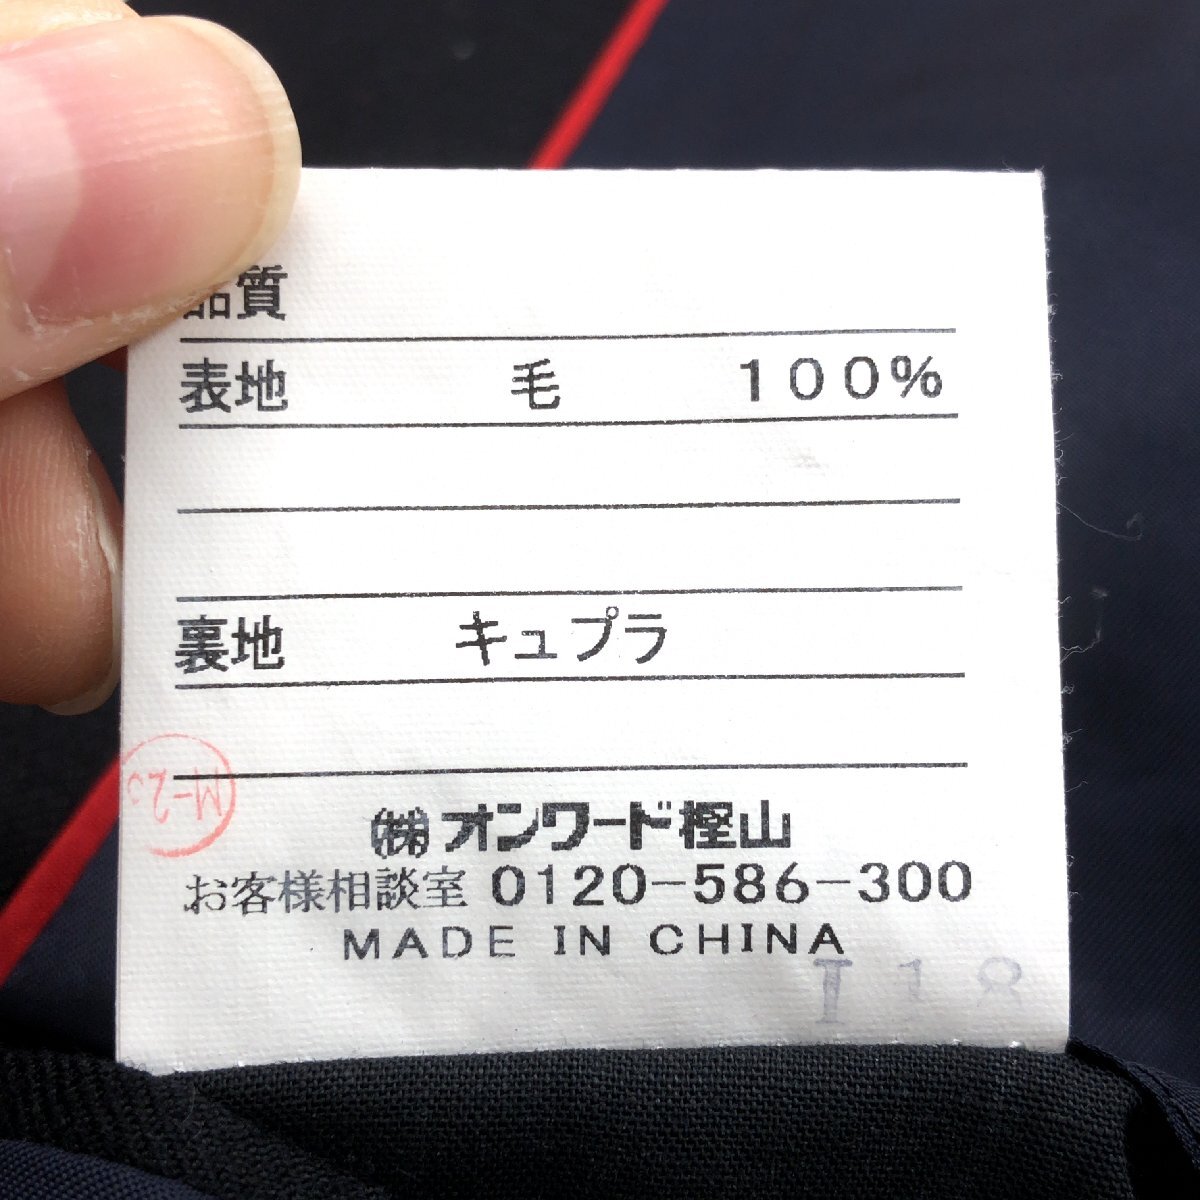 品質
表地 毛 100%
裏地 キュプラ
㈱オンワード樫山
お客様相談室 0120-586-300
MADE IN CHINA
I18